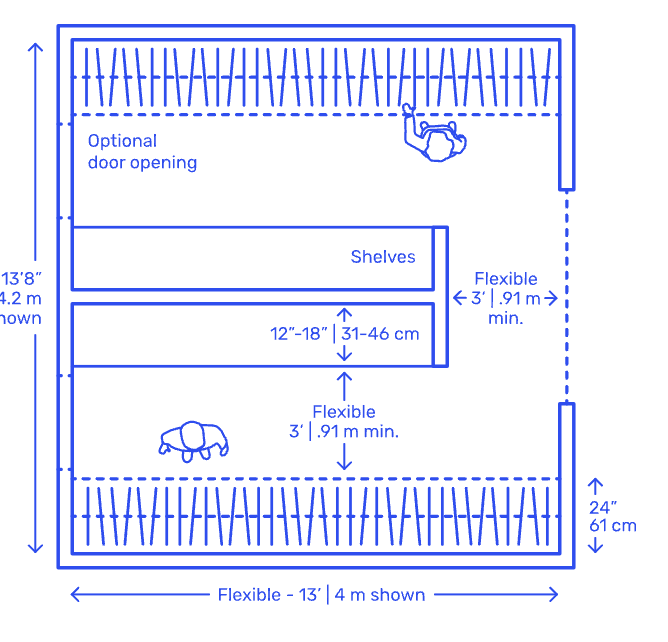 Optional
door opening
Shelves
13’8”
4.2 m
hown
Flexible
3’ | .91 m
min.
12”-18” | 31-46 cm
Flexible
3’ | .91 m min.
24”
61 cm
Flexible - 13’ | 4 m shown